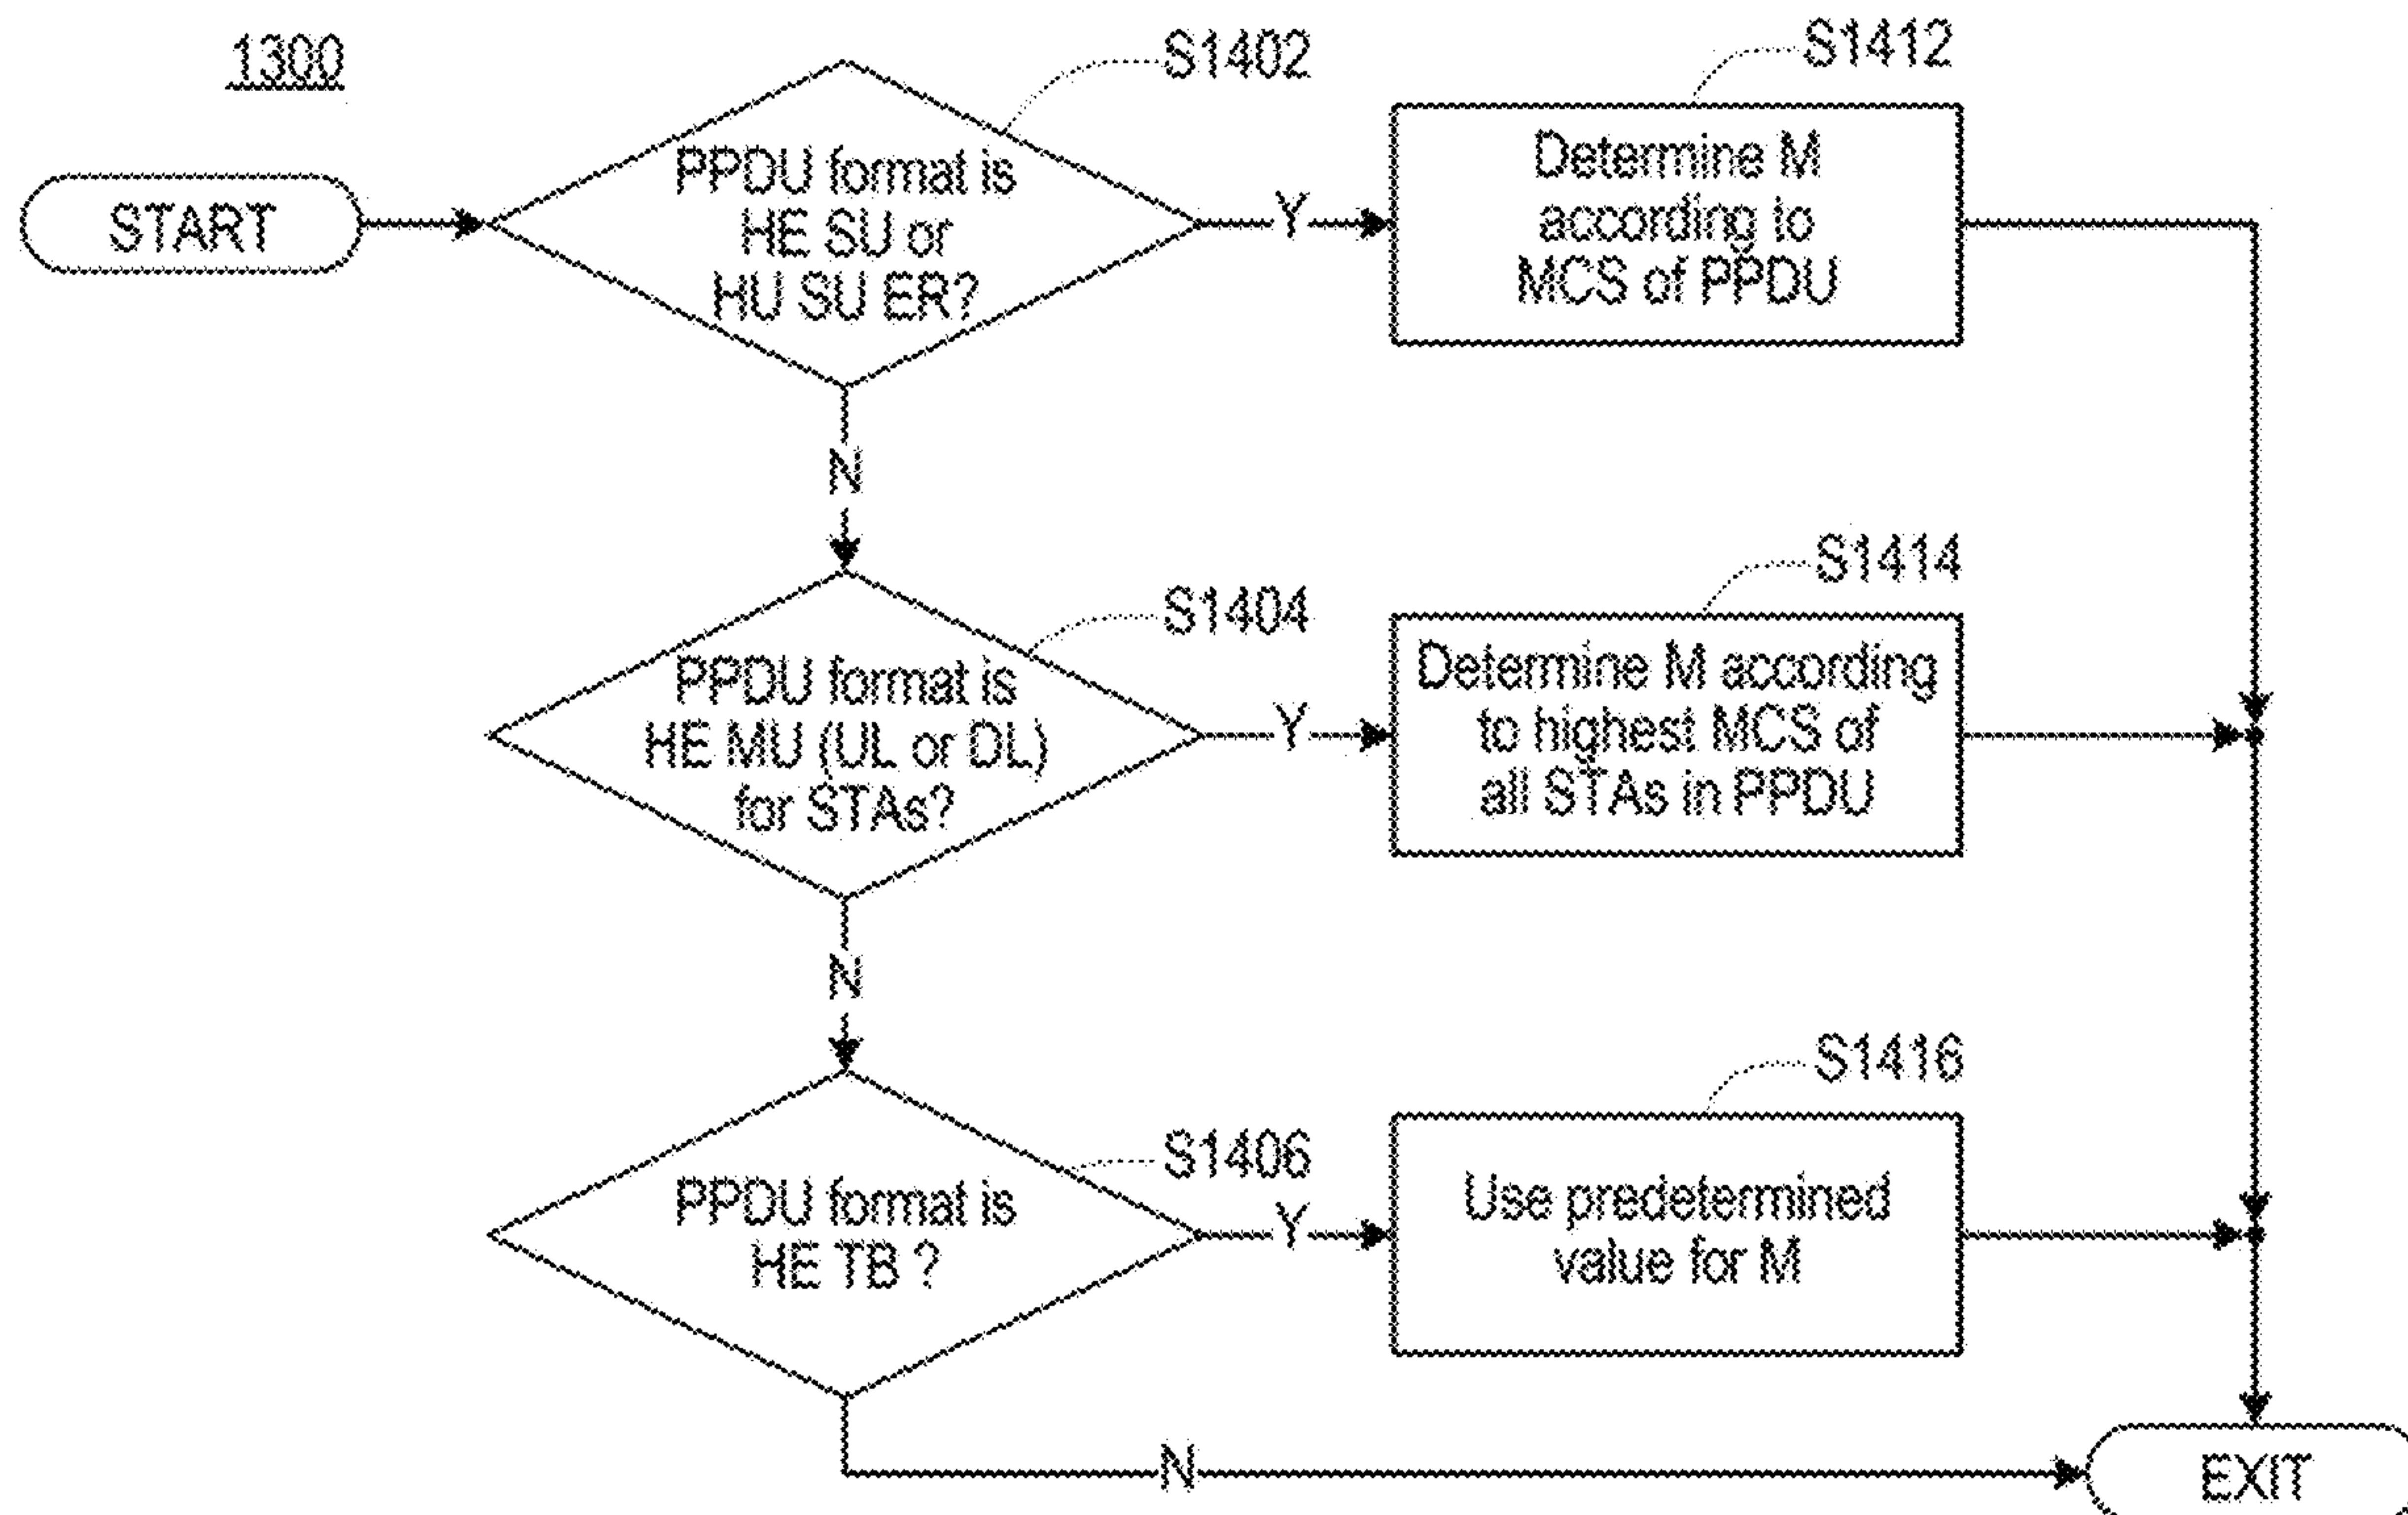 1300
START
S1402
PPDU format is
HE SU or
HU SU ER?
Y
S1412
Determine M
according to
MCS of PPDU
N
S1404
PPDU format is
HE MU (UL or DL)
for STAs?
Y
S1414
Determine M according
to highest MCS of
all STAs in PPDU
N
S1406
PPDU format is
HE TB ?
Y
S1416
Use predetermined
value for M
N
EXIT